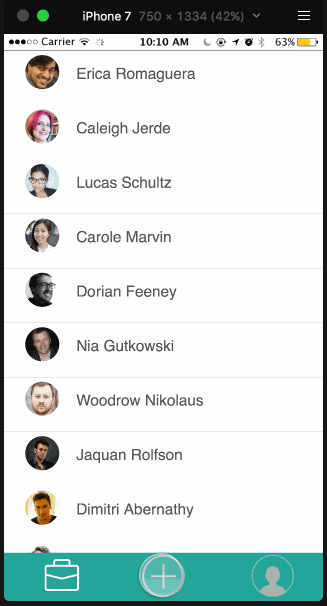 iPhone 7 750 × 1334 (42%)
Carrier 10:10 AM 63%
Erica Romaguera
Caleigh Jerde
Lucas Schultz
Carole Marvin
Dorian Feeney
Nia Gutkowski
Woodrow Nikolaus
Jaquan Rolfson
Dimitri Abernathy